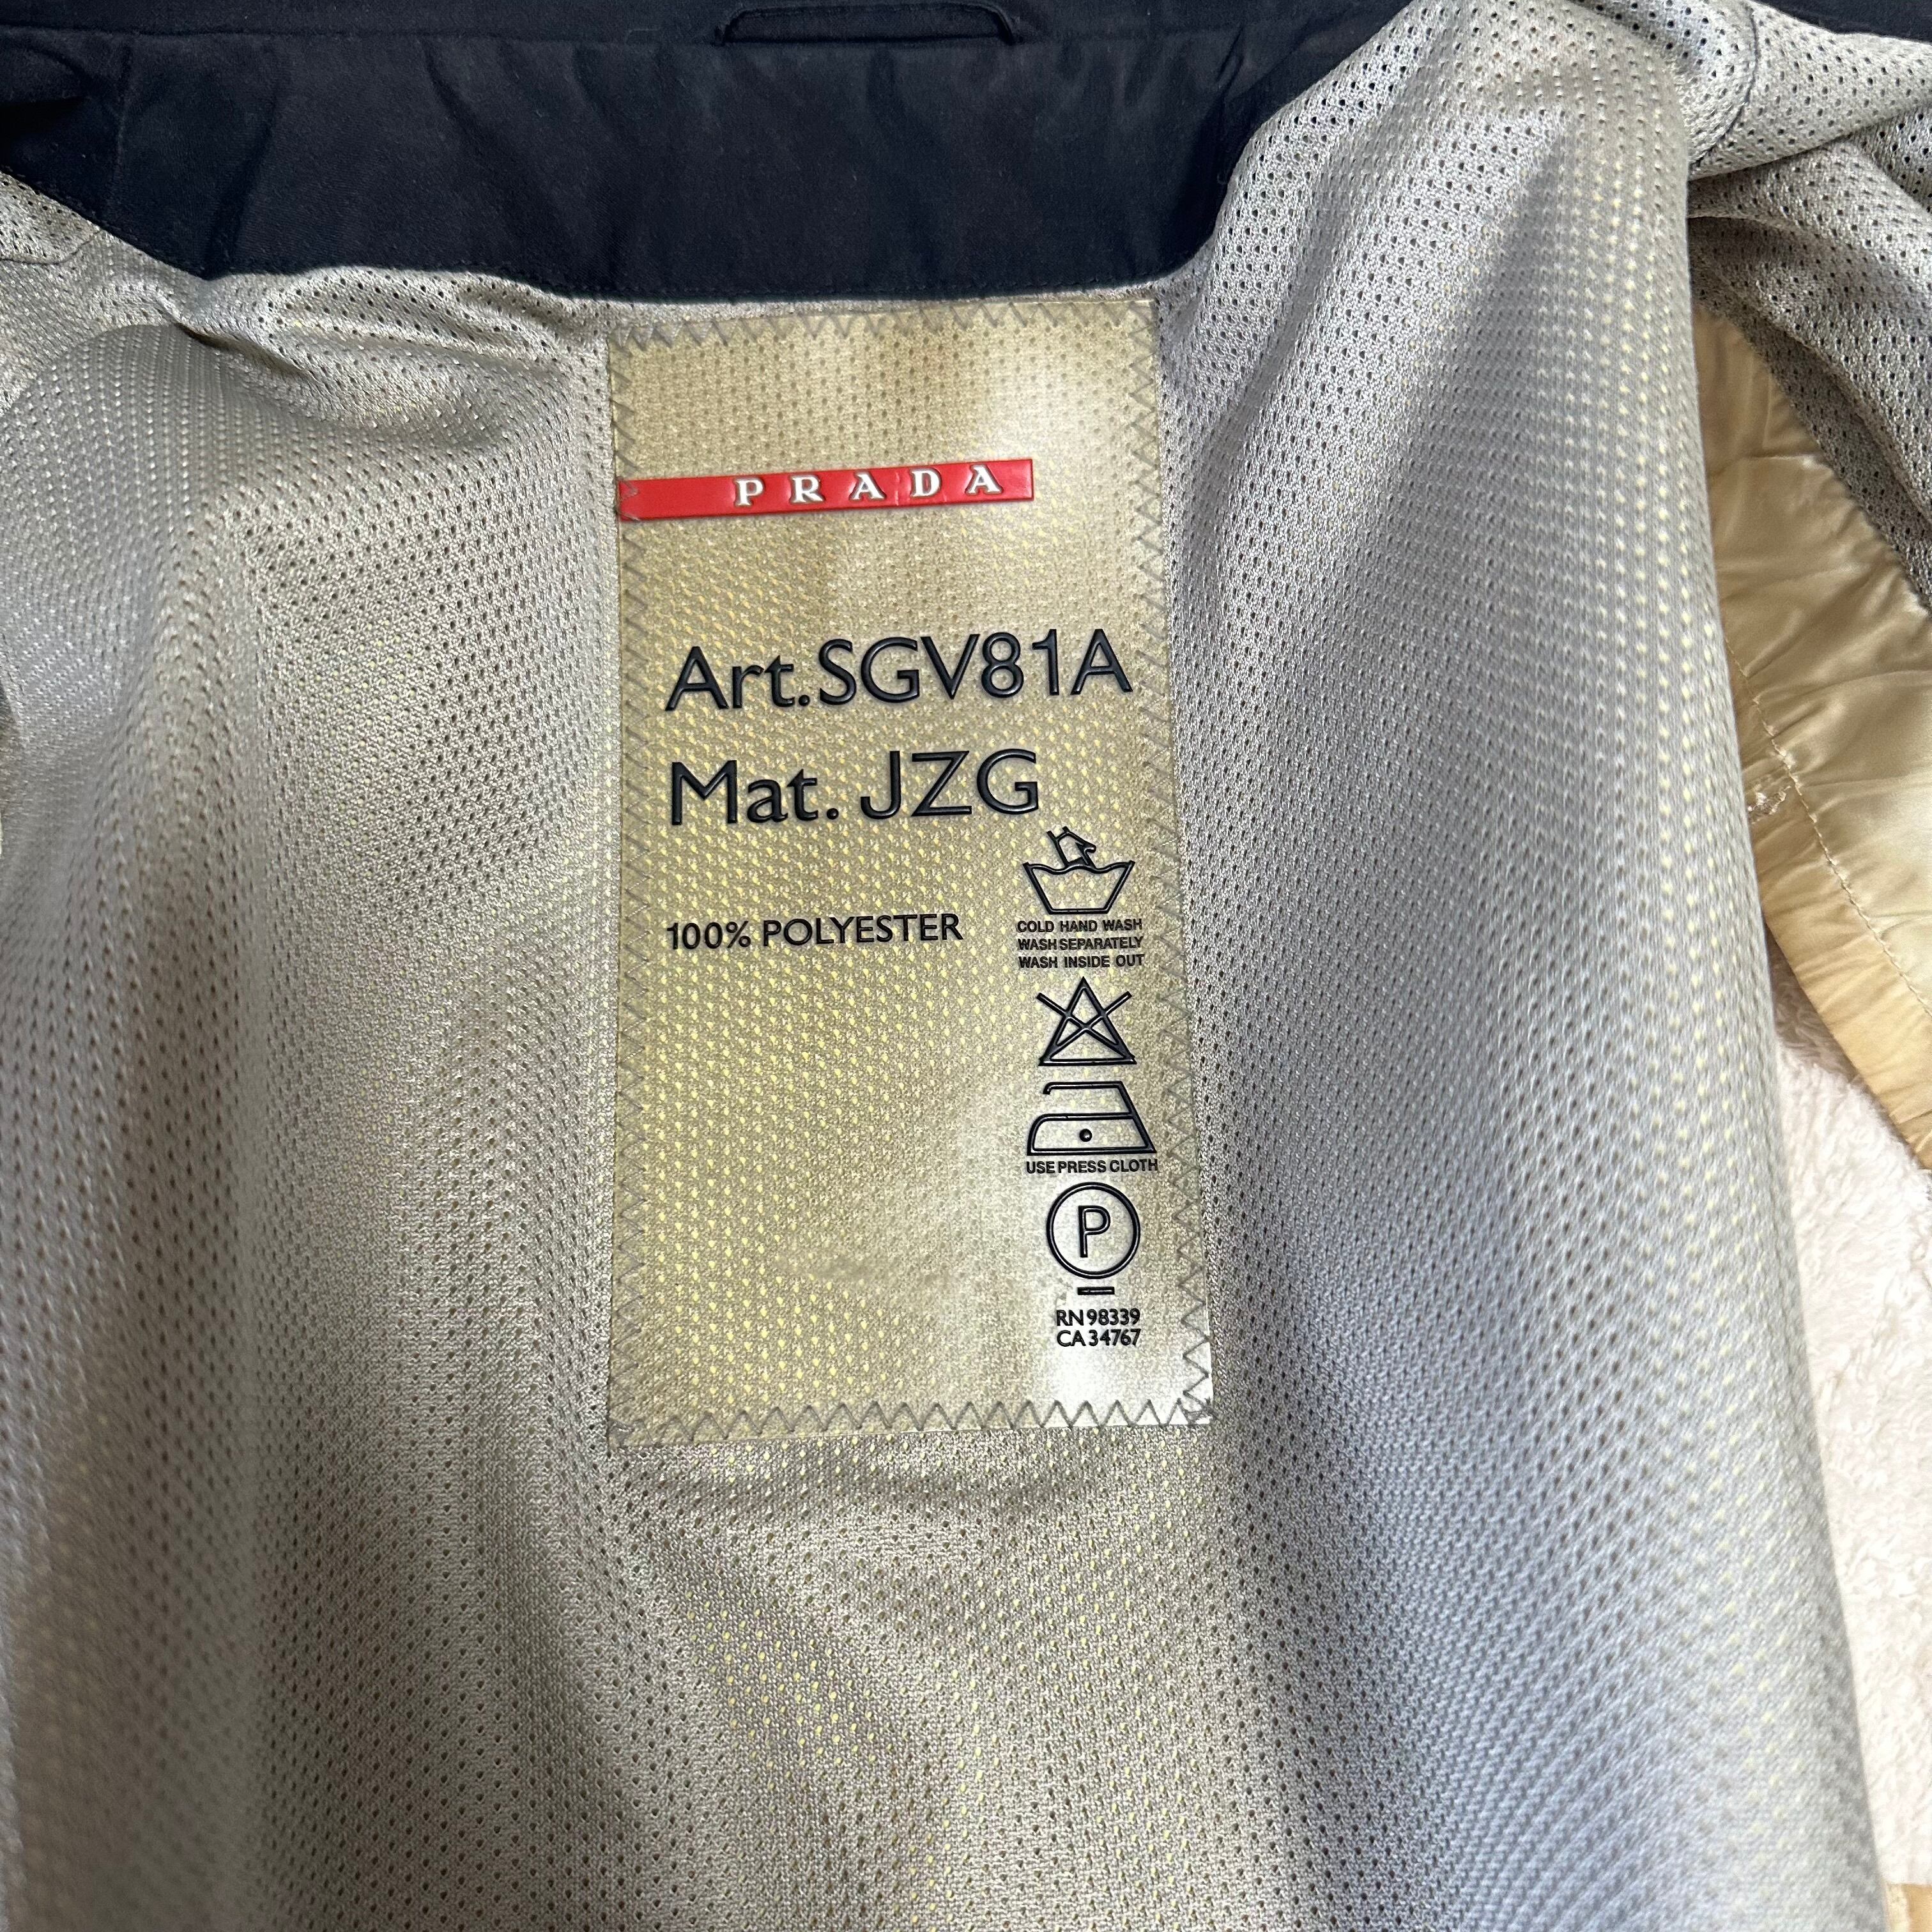 PRADA
Art.SGV81A
Mat. JZG
100% POLYESTER
COLD HAND WASH
WASH SEPARATELY
WASH INSIDE OUT
USE PRESS CLOTH
P
RN 98339
CA 34767